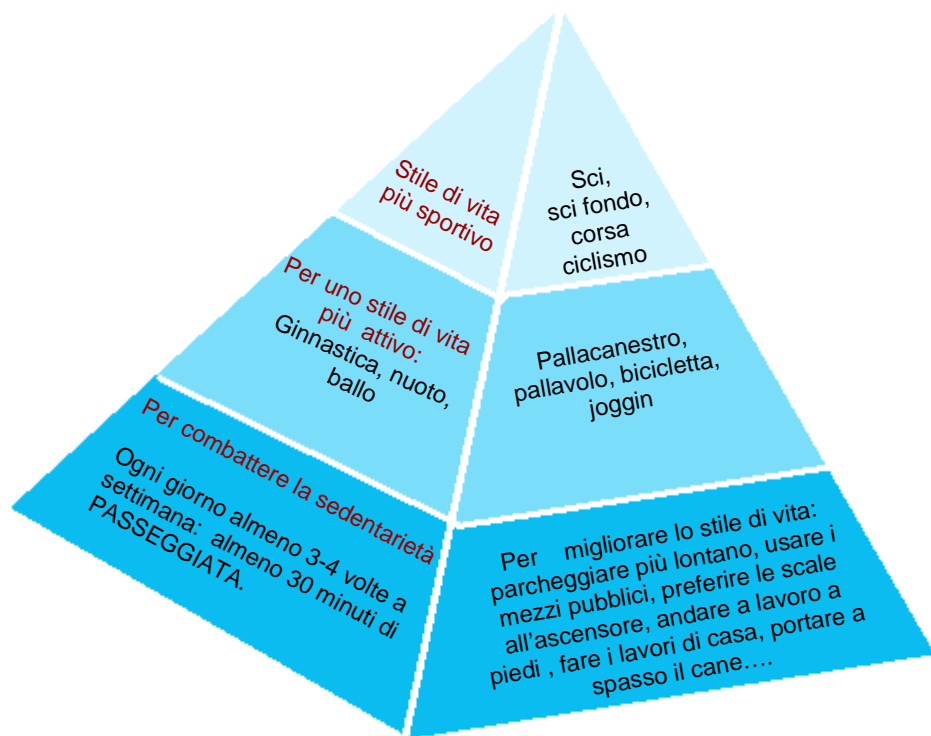 Stile di vita
più sportivo
Sci,
sci fondo,
corsa
ciclismo
Per uno stile di vita
più attivo:
Ginnastica, nuoto,
ballo
Pallacanestro,
pallavolo, bicicletta,
joggin
Per combattere la sedentarietà
Ogni giorno almeno 3-4 volte a
settimana: almeno 30 minuti di
PASSEGGIATA.
Per migliorare lo stile di vita:
parcheggiare più lontano, usare i
mezzi pubblici, preferire le scale
all'ascensore, andare a lavoro a
piedi , fare i lavori di casa, portare a
spasso il cane….